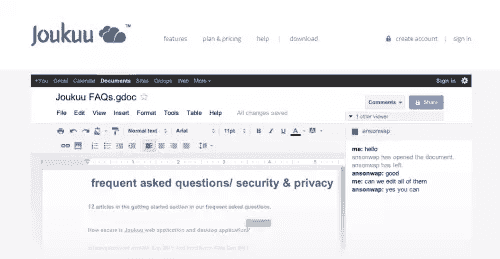 Joukuu™
features plan & pricing help | download
create account | sign in
+You Gmail Calendar Documents Sites Groups Web More
Sign in
Joukuu FAQs.gdoc
Comments
Share
File Edit View Insert Format Tools Table Help All changes saved
1 other viewer
Normal text Arial 11pt B I U A
ansonwap
me: hello
ansonwap has opened the document.
ansonwap has left.
ansonwap: good
me: can we edit all of them
ansonwap: yes you can
frequent asked questions/ security & privacy
12 articles in the getting started section in our frequent asked questions.
How secure is Joukuu web application and desktop application